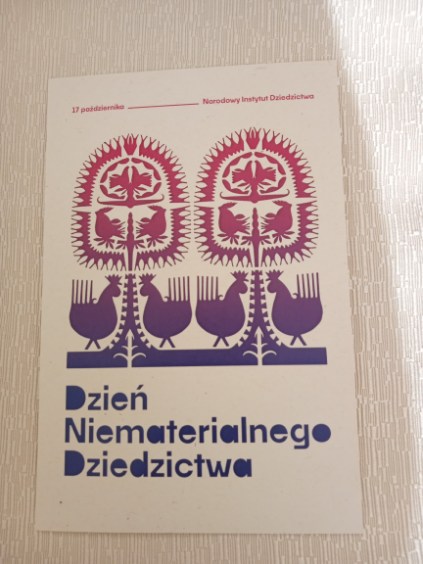 17 października Narodowy Instytut Dziedzictwa
Dzień
Niematerialnego
Dziedzictwa